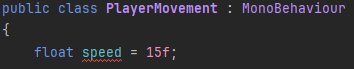 public class PlayerMovement : MonoBehaviour
{
    float speed = 15f;